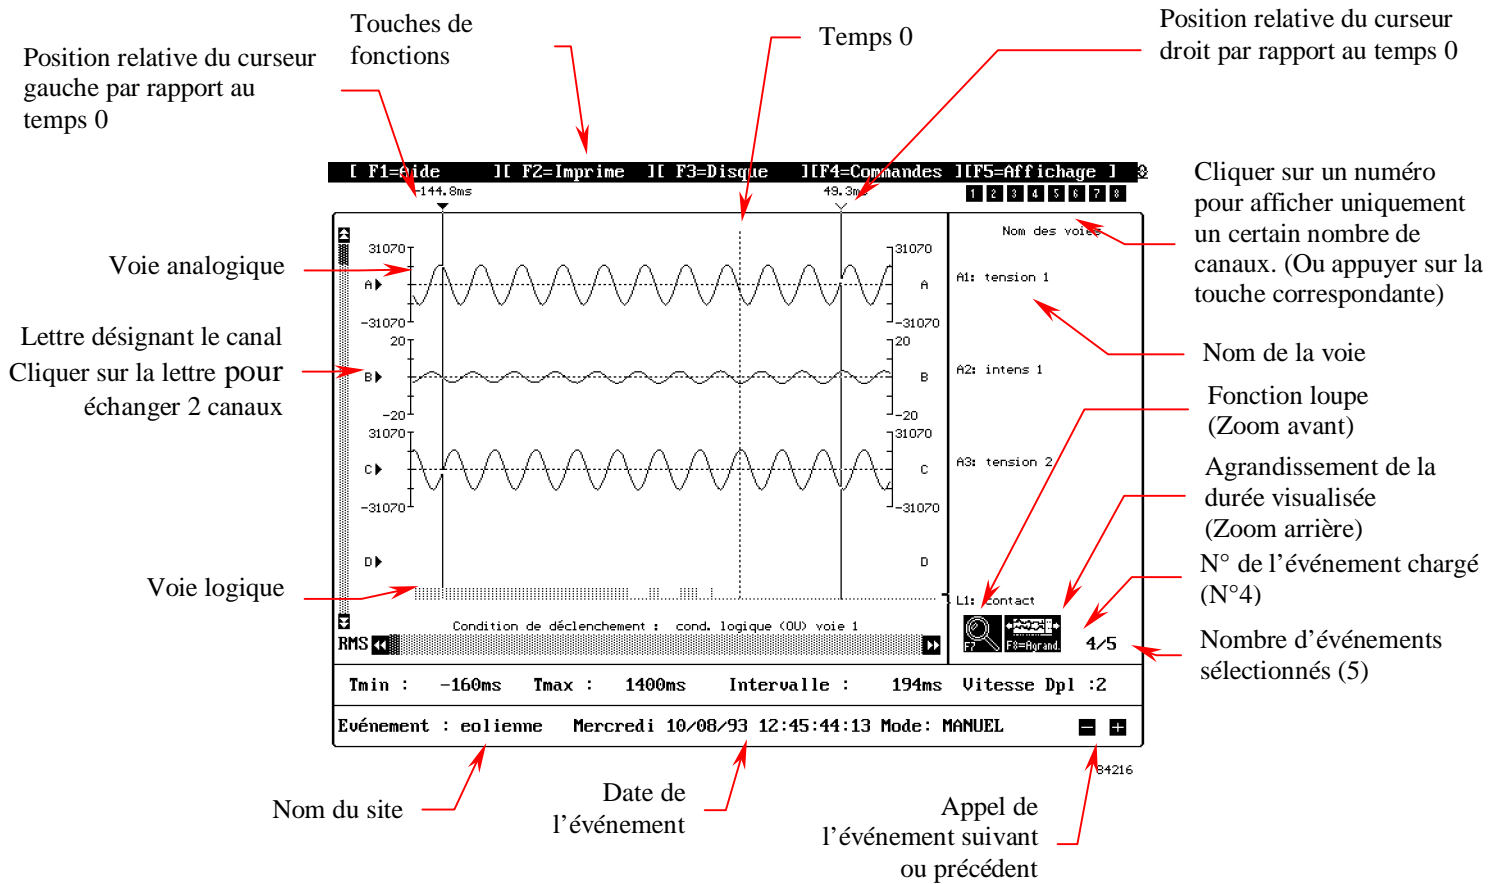 Position relative du curseur
gauche par rapport au
temps 0
Touches de
fonctions
Temps 0
Position relative du curseur
droit par rapport au temps 0
[ F1=Aide ][ F2=Imprime ][ F3=Disque ][F4=Commandes ][F5=Affichage ]
-144.8ms
49.3ms
1 2 3 4 5 6 7 8
Cliquer sur un numéro
pour afficher uniquement
un certain nombre de
canaux. (Ou appuyer sur la
touche correspondante)
Nom des voies
Voie analogique
31070
A
-31070
31070
A
-31070
A1: tension 1
Nom de la voie
Lettre désignant le canal
Cliquer sur la lettre pour
échanger 2 canaux
20
B
-20
20
B
-20
A2: intens 1
Fonction loupe
(Zoom avant)
31070
C
-31070
31070
C
-31070
A3: tension 2
Agrandissement de la
durée visualisée
(Zoom arrière)
D
D
Voie logique
L1: contact
N° de l'événement chargé
(N°4)
Condition de déclenchement : cond. logique (OU) voie 1
RMS
F7
F8=Agrand.
4/5
Nombre d'événements
sélectionnés (5)
Tmin : -160ms Tmax : 1400ms Intervalle : 194ms Vitesse Dpl :2
Evénement : eolienne Mercredi 10/08/93 12:45:44:13 Mode: MANUEL - +
84216
Nom du site
Date de
l'événement
Appel de
l'événement suivant
ou précédent